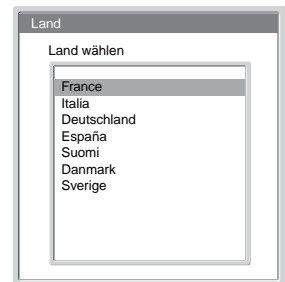 Land
Land wählen
France
Italia
Deutschland
España
Suomi
Danmark
Sverige